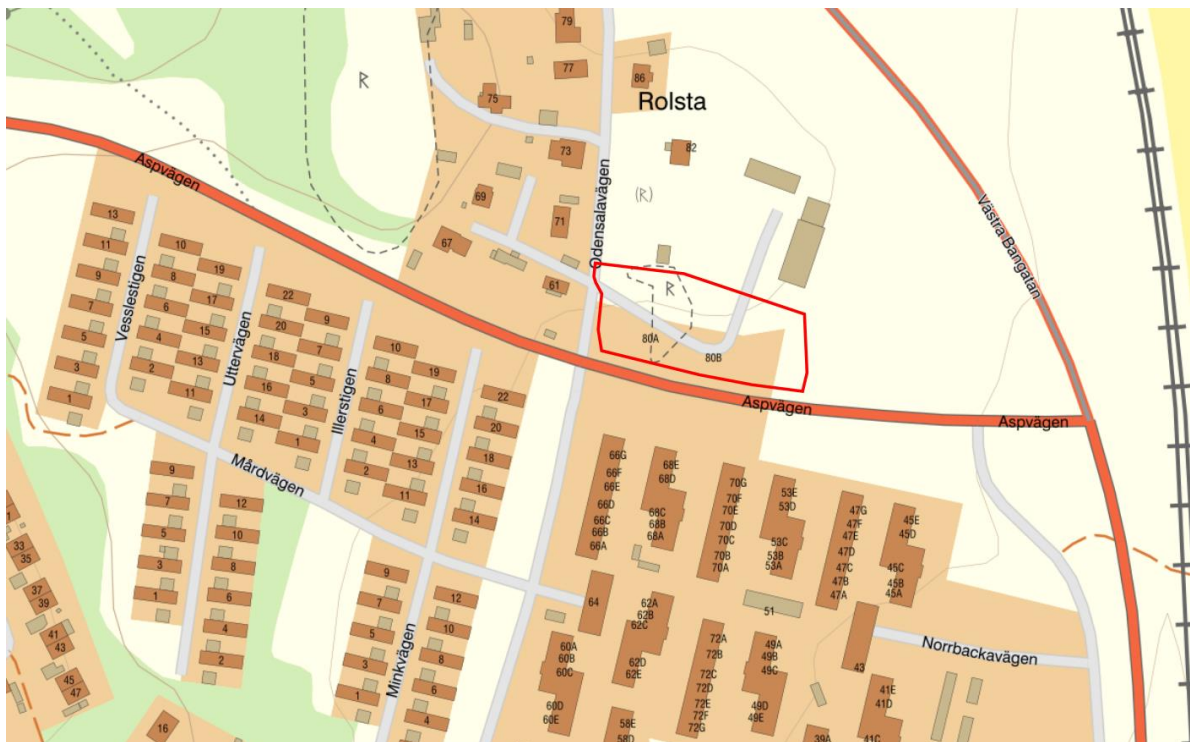 79
77
86
R
75
Rolsta
73
82
Aspvägen
Odensalavägen
Västra Bangatan
69
(R)
71
67
13
11
10
9
8
19
7
6
17
5
4
15
3
2
13
1
11
Vesslestigen
Uttervägen
22
9
20
7
18
5
16
3
14
1
Illerstigen
10
8
19
6
17
4
15
2
13
11
22
20
18
16
14
61
R
80A
80B
Aspvägen
Aspvägen
Mårdvägen
9
7
5
3
1
12
10
8
6
4
2
9
7
5
3
1
12
10
8
6
4
Minkvägen
66G
66F
66E
66D
66C
66B
66A
68E
68D
68C
68B
68A
70G
70F
70E
70D
70C
70B
70A
53E
53D
53C
53B
53A
47G
47F
47E
47D
47C
47B
47A
45E
45D
45C
45B
45A
64
62A
62B
62C
62D
62E
51
60A
60B
60C
60D
60E
72A
72B
72C
72D
72E
72F
72G
49A
49B
49C
49D
49E
43
Norrbackavägen
41E
41D
41C
58E
58D
39A
33
35
37
39
41
43
45
47
16